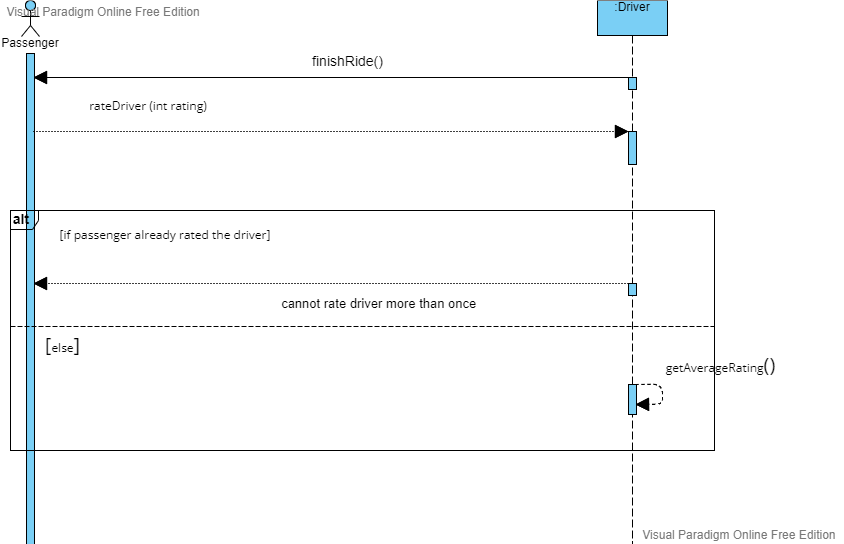 Visual Paradigm Online Free Edition
:Driver
Passenger
finishRide()
rateDriver (int rating)
alt
[if passenger already rated the driver]
cannot rate driver more than once
[else]
getAverageRating()
Visual Paradigm Online Free Edition